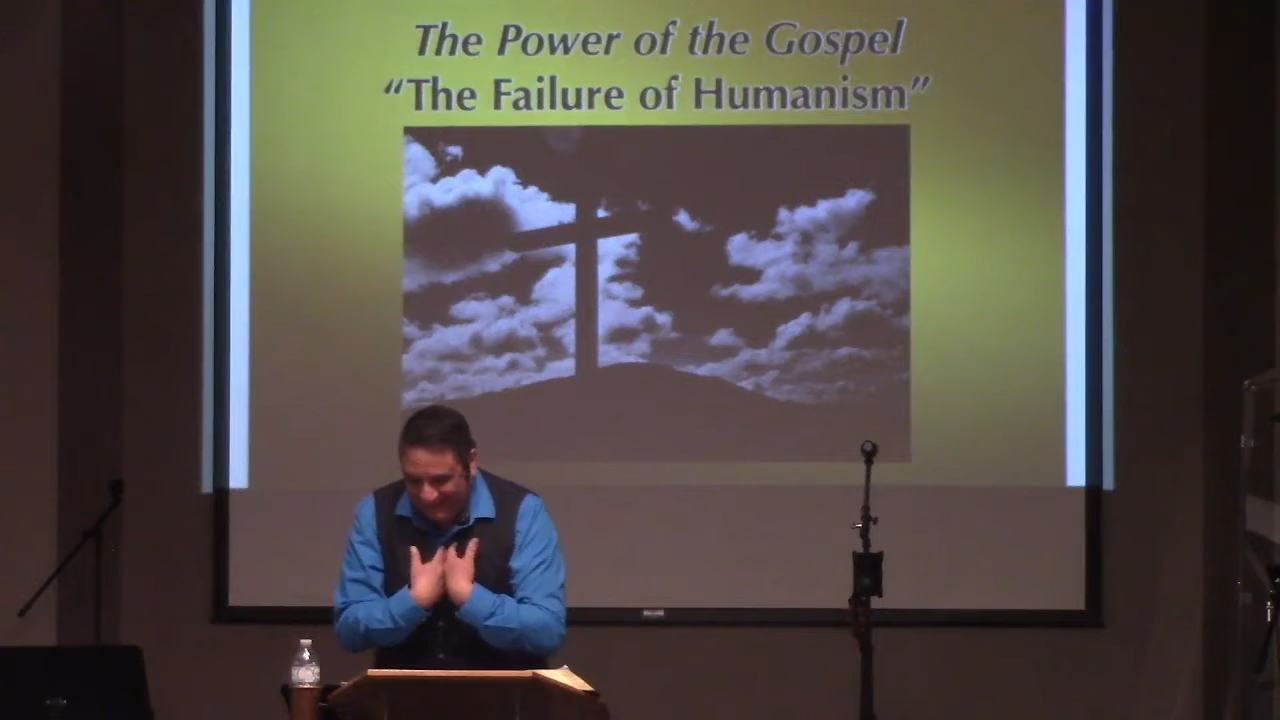 The Power of the Gospel
“The Failure of Humanism”